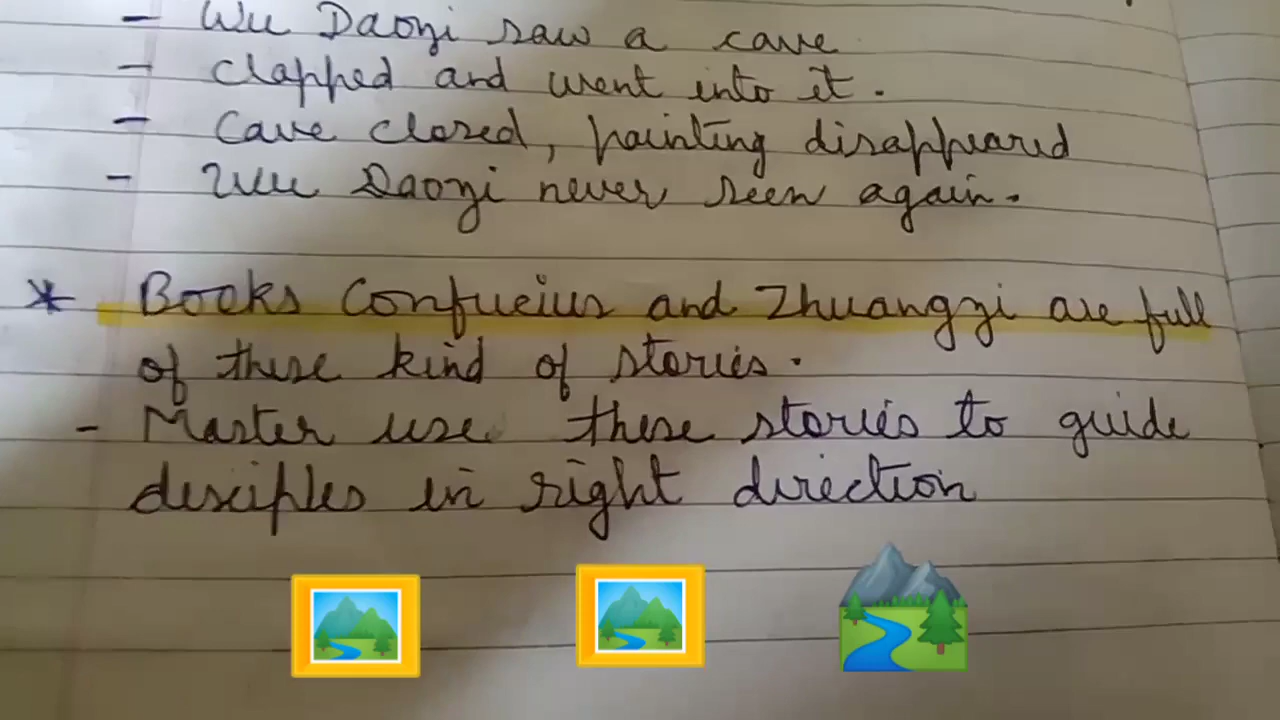 - Wu Daozi saw a cave
- Clapped and went into it.
- Cave closed, painting disappeared
- Wu Daozi never seen again.
* Books Confucius and Zhuangzi are full
of these kind of stories.
- Master use these stories to guide
disciples in right direction